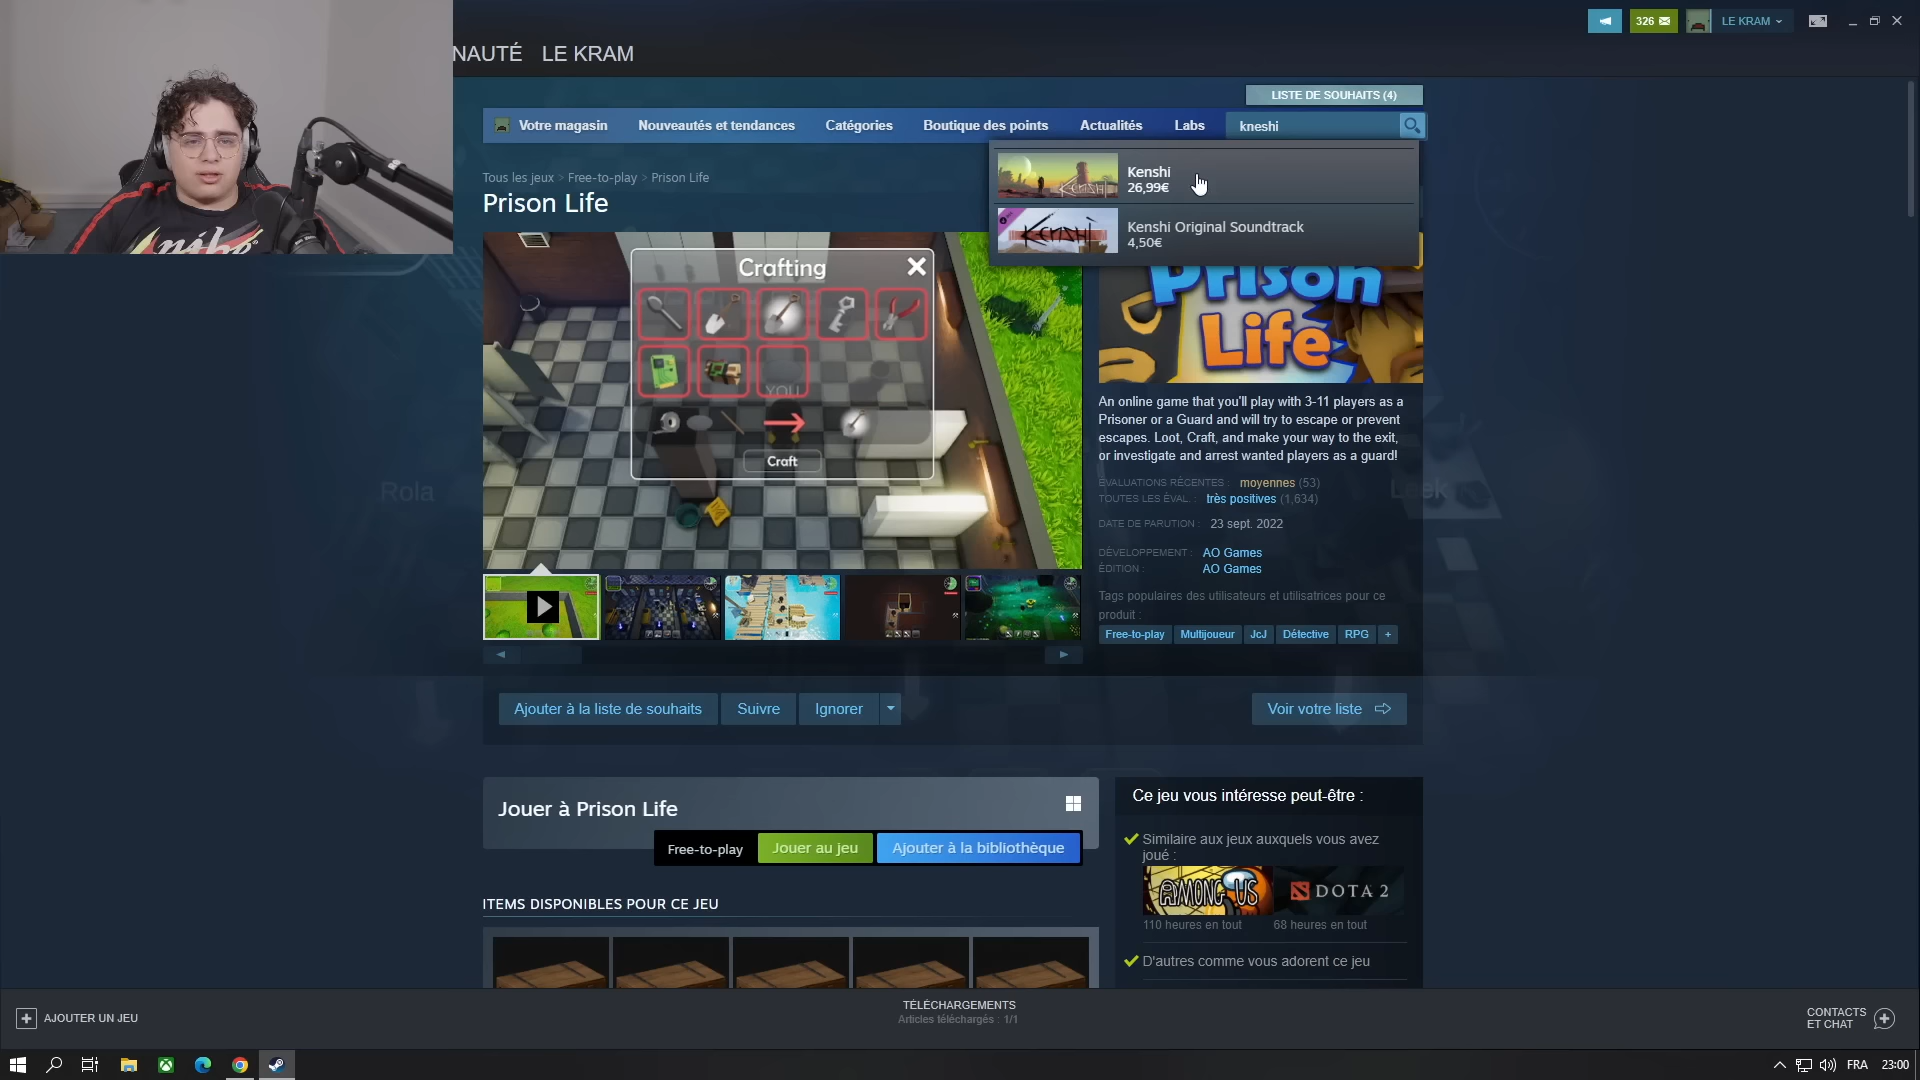 326
LE KRAM
NAUTÉ LE KRAM
LISTE DE SOUHAITS (4)
Votre magasin
Nouveautés et tendances
Catégories
Boutique des points
Actualités
Labs
kneshi
Kenshi
26,99€
Kenshi Original Soundtrack
4,50€
KENSHI
KENSHI
Tous les jeux > Free-to-play > Prison Life
Prison Life
Crafting
YOU
Craft
Prison
Life
An online game that you'll play with 3-11 players as a
Prisoner or a Guard and will try to escape or prevent
escapes. Loot, Craft, and make your way to the exit,
or investigate and arrest wanted players as a guard!
ÉVALUATIONS RÉCENTES : moyennes (53)
TOUTES LES ÉVAL. : très positives (1,634)
DATE DE PARUTION : 23 sept. 2022
DÉVELOPPEMENT : AO Games
ÉDITION : AO Games
Tags populaires des utilisateurs et utilisatrices pour ce
produit :
Free-to-play
Multijoueur
JcJ
Détective
RPG
+
Rola
Leek
Ajouter à la liste de souhaits
Suivre
Ignorer
Voir votre liste
Jouer à Prison Life
Free-to-play
Jouer au jeu
Ajouter à la bibliothèque
ITEMS DISPONIBLES POUR CE JEU
Ce jeu vous intéresse peut-être :
Similaire aux jeux auxquels vous avez
joué :
AMONG US
DOTA 2
110 heures en tout
68 heures en tout
D'autres comme vous adorent ce jeu
AJOUTER UN JEU
TÉLÉCHARGEMENTS
Articles téléchargés : 1/1
CONTACTS
ET CHAT
FRA
23:00